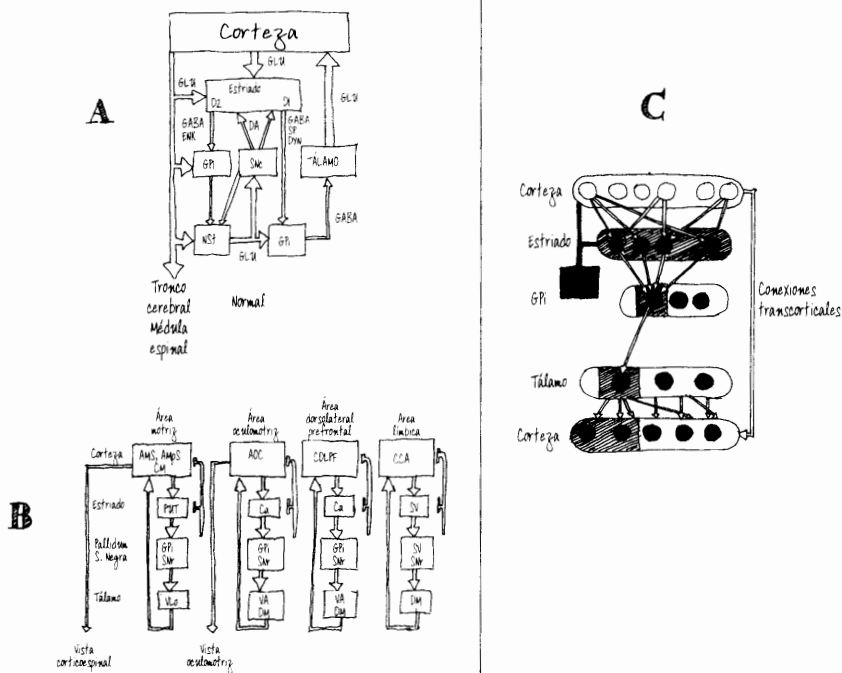 A
Corteza
GLU
GLU
GLU
Estriado
D2
D1
GABA
ENK
DA
GABA
SP
DYN
GPi
SNc
TÁLAMO
GABA
NSt
GLU
GPi
Tronco
cerebral
Médula
espinal
Normal
B
Área
motriz
Área
oculomotriz
Área
dorsolateral
prefrontal
Área
límbica
Corteza
AMS, AMPS
CM
AOC
CDLPF
CCA
Estriado
PUT
Ca
Ca
SV
Pallidum
S. Negra
GPi
SNr
GPi
SNr
GPi
SNr
SV
SNr
Tálamo
VLo
VA
DM
VA
DM
DM
Vista
corticoespinal
Vista
oculomotriz
C
Corteza
Estriado
GPi
Conexiones
transcorticales
Tálamo
Corteza